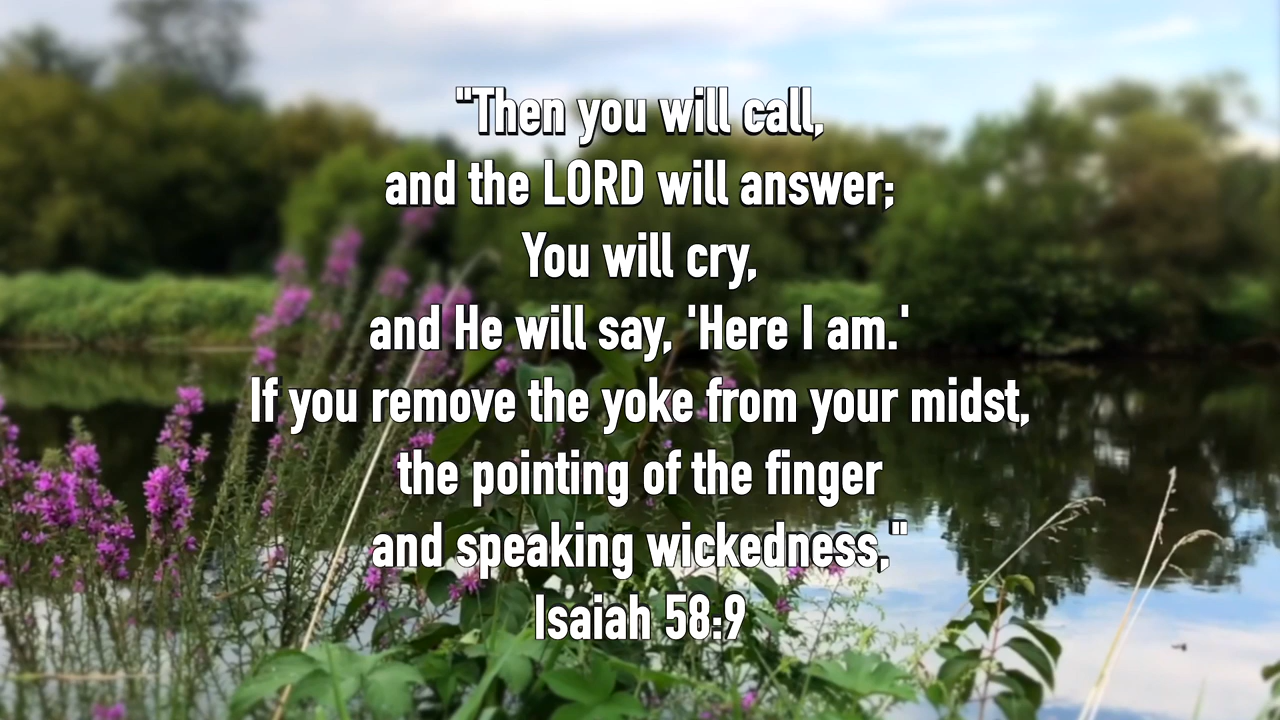 "Then you will call,
and the LORD will answer;
You will cry,
and He will say, 'Here I am.'
If you remove the yoke from your midst,
the pointing of the finger
and speaking wickedness,"
Isaiah 58:9